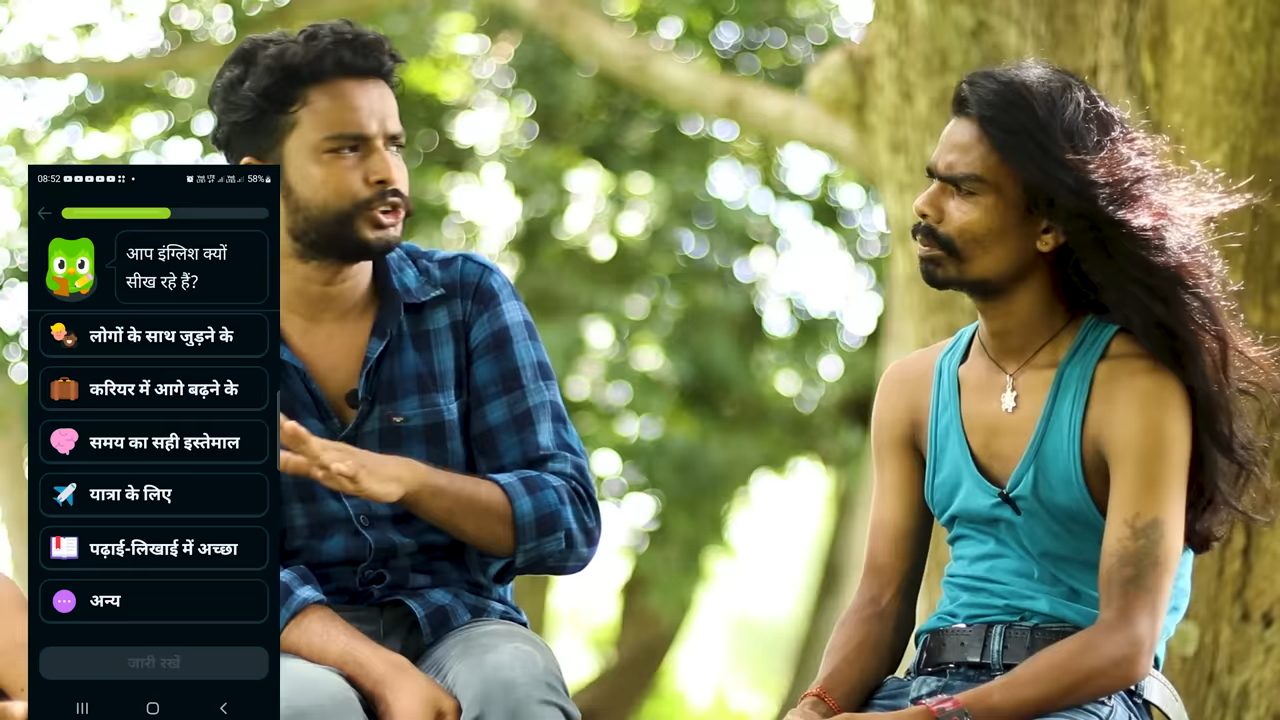 08:52
58%
आप इंग्लिश क्यों
सीख रहे हैं?
लोगों के साथ जुड़ने के
करियर में आगे बढ़ने के
समय का सही इस्तेमाल
यात्रा के लिए
पढ़ाई-लिखाई में अच्छा
अन्य
जारी रखें